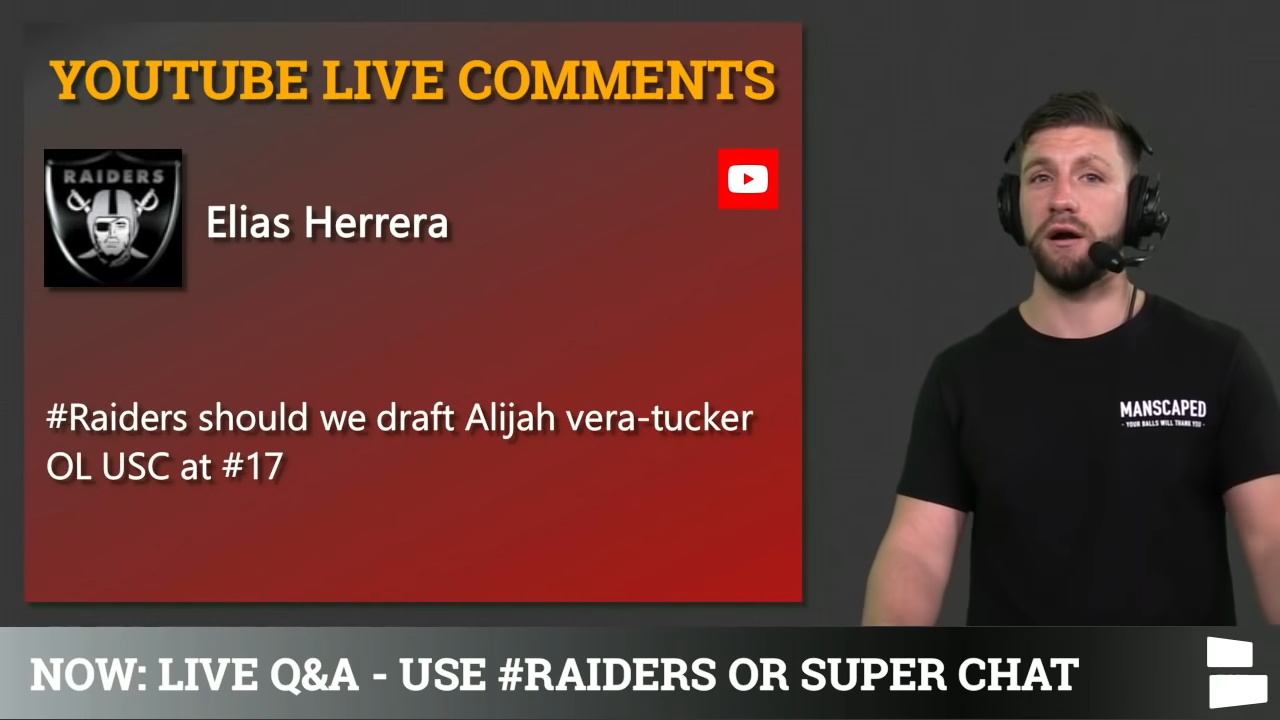 YOUTUBE LIVE COMMENTS
RAIDERS
Elias Herrera
#Raiders should we draft Alijah vera-tucker
OL USC at #17
MANSCAPED
- YOUR BALLS WILL THANK YOU -
NOW: LIVE Q&A - USE #RAIDERS OR SUPER CHAT